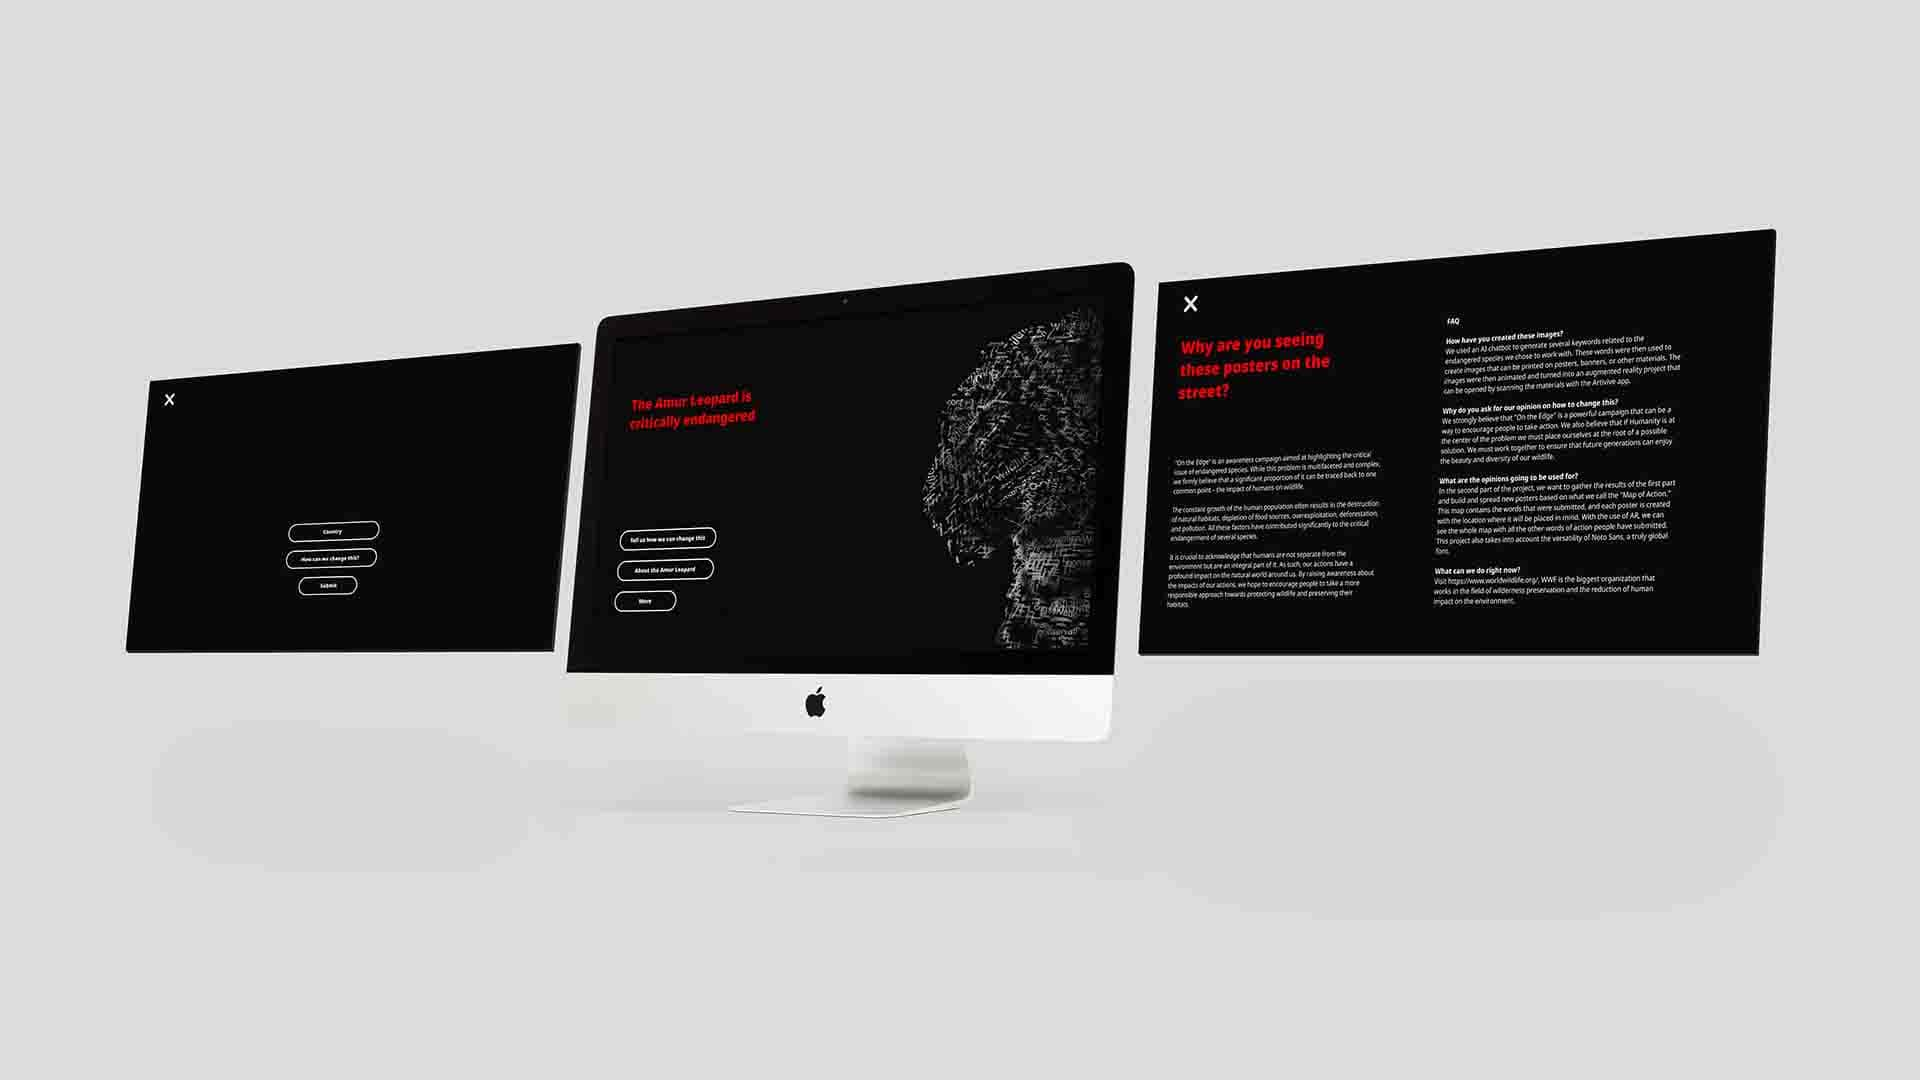 X
Country
How can we change this?
Submit
The Amur Leopard is
critically endangered
Tell us how we can change this
About the Amur Leopard
More
X
Why are you seeing
these posters on the
street?
"On the Edge" is an awareness campaign aimed at highlighting the critical
issue of endangered species. While this problem is multifaceted and complex,
we firmly believe that a significant proportion of it can be traced back to one
common point – the impact of humans on wildlife.
The constant growth of the human population often results in the destruction
of natural habitats, depletion of food sources, overexploitation, deforestation,
and pollution. All these factors have contributed significantly to the critical
endangerment of several species.
It is crucial to acknowledge that humans are not separate from the
environment but are an integral part of it. As such, our actions have a
profound impact on the natural world around us. By raising awareness about
the impacts of our actions, we hope to encourage people to take a more
responsible approach towards protecting wildlife and preserving their
habitats.
FAQ
How have you created these images?
We used an AI chatbot to generate several keywords related to the
endangered species we chose to work with. These words were then used to
create images that can be printed on posters, banners, or other materials. The
images were then animated and turned into an augmented reality project that
can be opened by scanning the materials with the Artivive app.
Why do you ask for our opinion on how to change this?
We strongly believe that "On the Edge" is a powerful campaign that can be a
way to encourage people to take action. We also believe that if Humanity is at
the center of the problem we must place ourselves at the root of a possible
solution. We must work together to ensure that future generations can enjoy
the beauty and diversity of our wildlife.
What are the opinions going to be used for?
In the second part of the project, we want to gather the results of the first part
and build and spread new posters based on what we call the "Map of Action."
This map contains the words that were submitted, and each poster is created
with the location where it will be placed in mind. With the use of AR, we can
see the whole map with all the other words of action people have submitted.
This project also takes into account the versatility of Noto Sans, a truly global
font.
What can we do right now?
Visit https://www.worldwildlife.org/, WWF is the biggest organization that
works in the field of wilderness preservation and the reduction of human
impact on the environment.